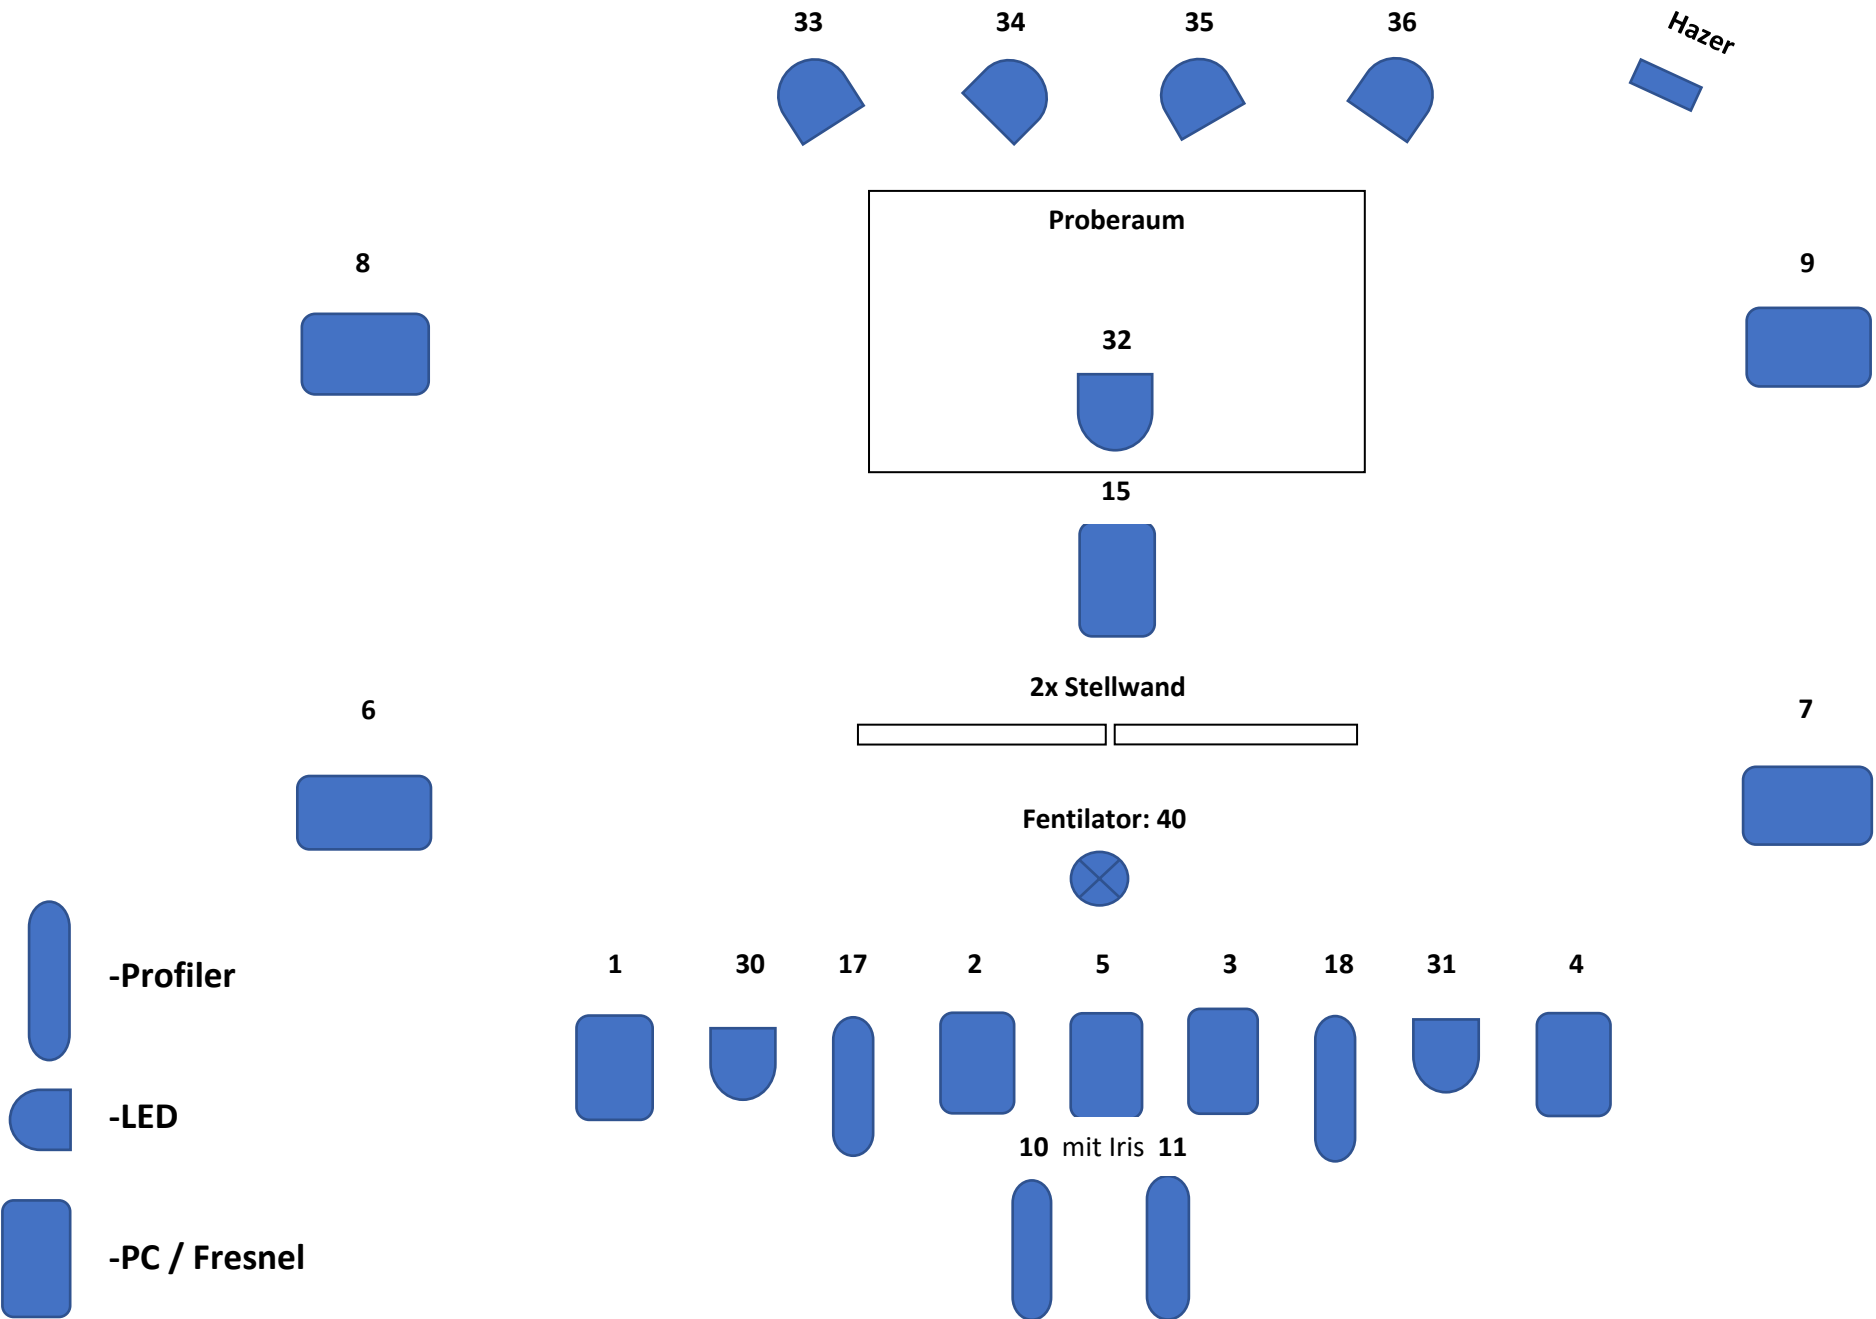 33 34 35 36 Hazer
Proberaum
8 9
32
15
2x Stellwand
6 7
Fentilator: 40
1 30 17 2 5 3 18 31 4
-Profiler
-LED
10 mit Iris 11
-PC / Fresnel